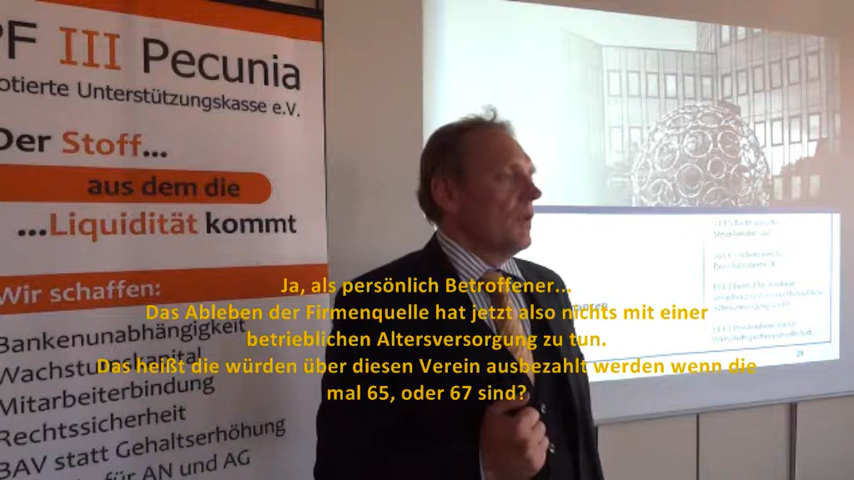 PF III Pecunia
otierte Unterstützungskasse e.V.
Der Stoff...
aus dem die
...Liquidität kommt
Wir schaffen:
Bankenunabhängigkeit
Wachstumskapital
Mitarbeiterbindung
Rechtssicherheit
BAV statt Gehaltserhöhung
für AN und AG
Ja, als persönlich Betroffener...
Das Ableben der Firmenquelle hat jetzt also nichts mit einer
betrieblichen Altersversorgung zu tun.
Das heißt die würden über diesen Verein ausbezahlt werden wenn die
mal 65, oder 67 sind?